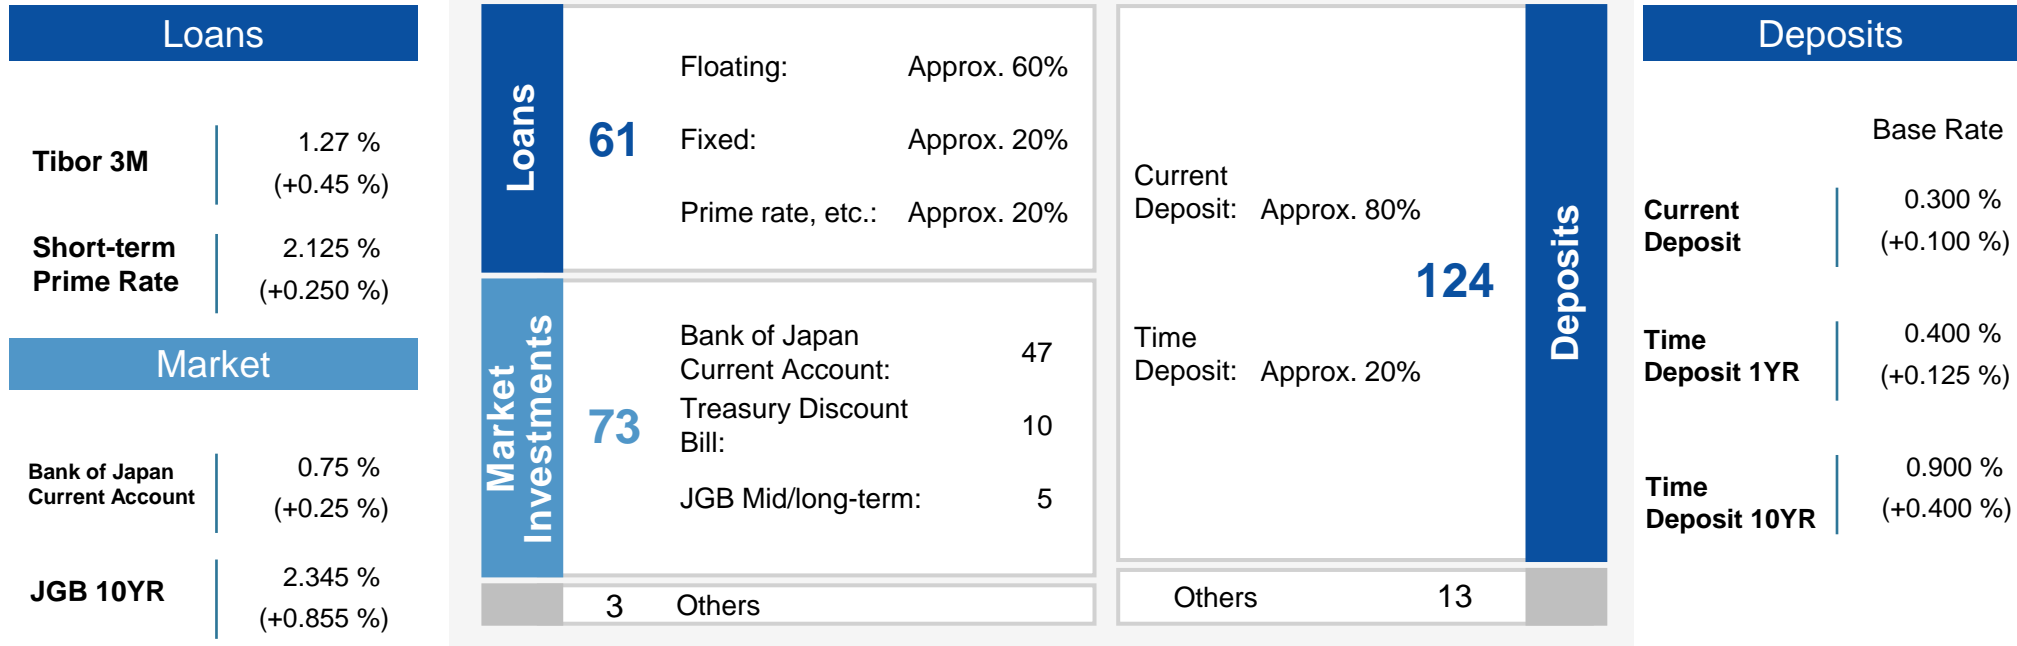 Loans
Tibor 3M
1.27 %
(+0.45 %)
Short-term
Prime Rate
2.125 %
(+0.250 %)
Market
Bank of Japan
Current Account
0.75 %
(+0.25 %)
JGB 10YR
2.345 %
(+0.855 %)
Loans
61
Floating: Approx. 60%
Fixed: Approx. 20%
Prime rate, etc.: Approx. 20%
Market
Investments
73
Bank of Japan
Current Account: 47
Treasury Discount
Bill: 10
JGB Mid/long-term: 5
3 Others
Current
Deposit: Approx. 80%
124
Time
Deposit: Approx. 20%
Deposits
Others 13
Deposits
Base Rate
Current
Deposit
0.300 %
(+0.100 %)
Time
Deposit 1YR
0.400 %
(+0.125 %)
Time
Deposit 10YR
0.900 %
(+0.400 %)